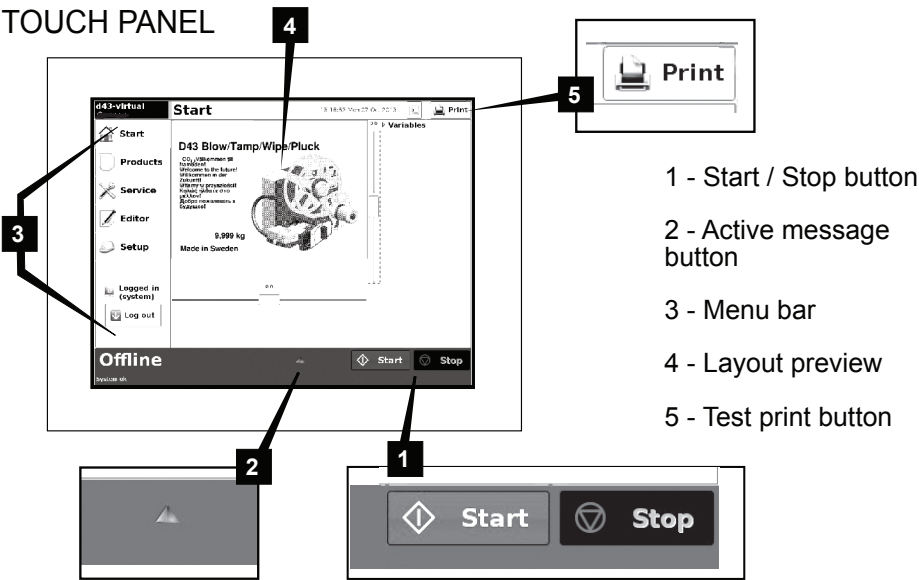 TOUCH PANEL
4
5
Print
d43-virtual
Start
Print
Variables
Start
Products
Service
Editor
Setup
Logged in
(system)
Log out
D43 Blow/Tamp/Wipe/Pluck
Welcome to the future!
9,999 kg
Made in Sweden
Offline
System ok
Start
Stop
3
2
1
Start
Stop
1 - Start / Stop button
2 - Active message
button
3 - Menu bar
4 - Layout preview
5 - Test print button